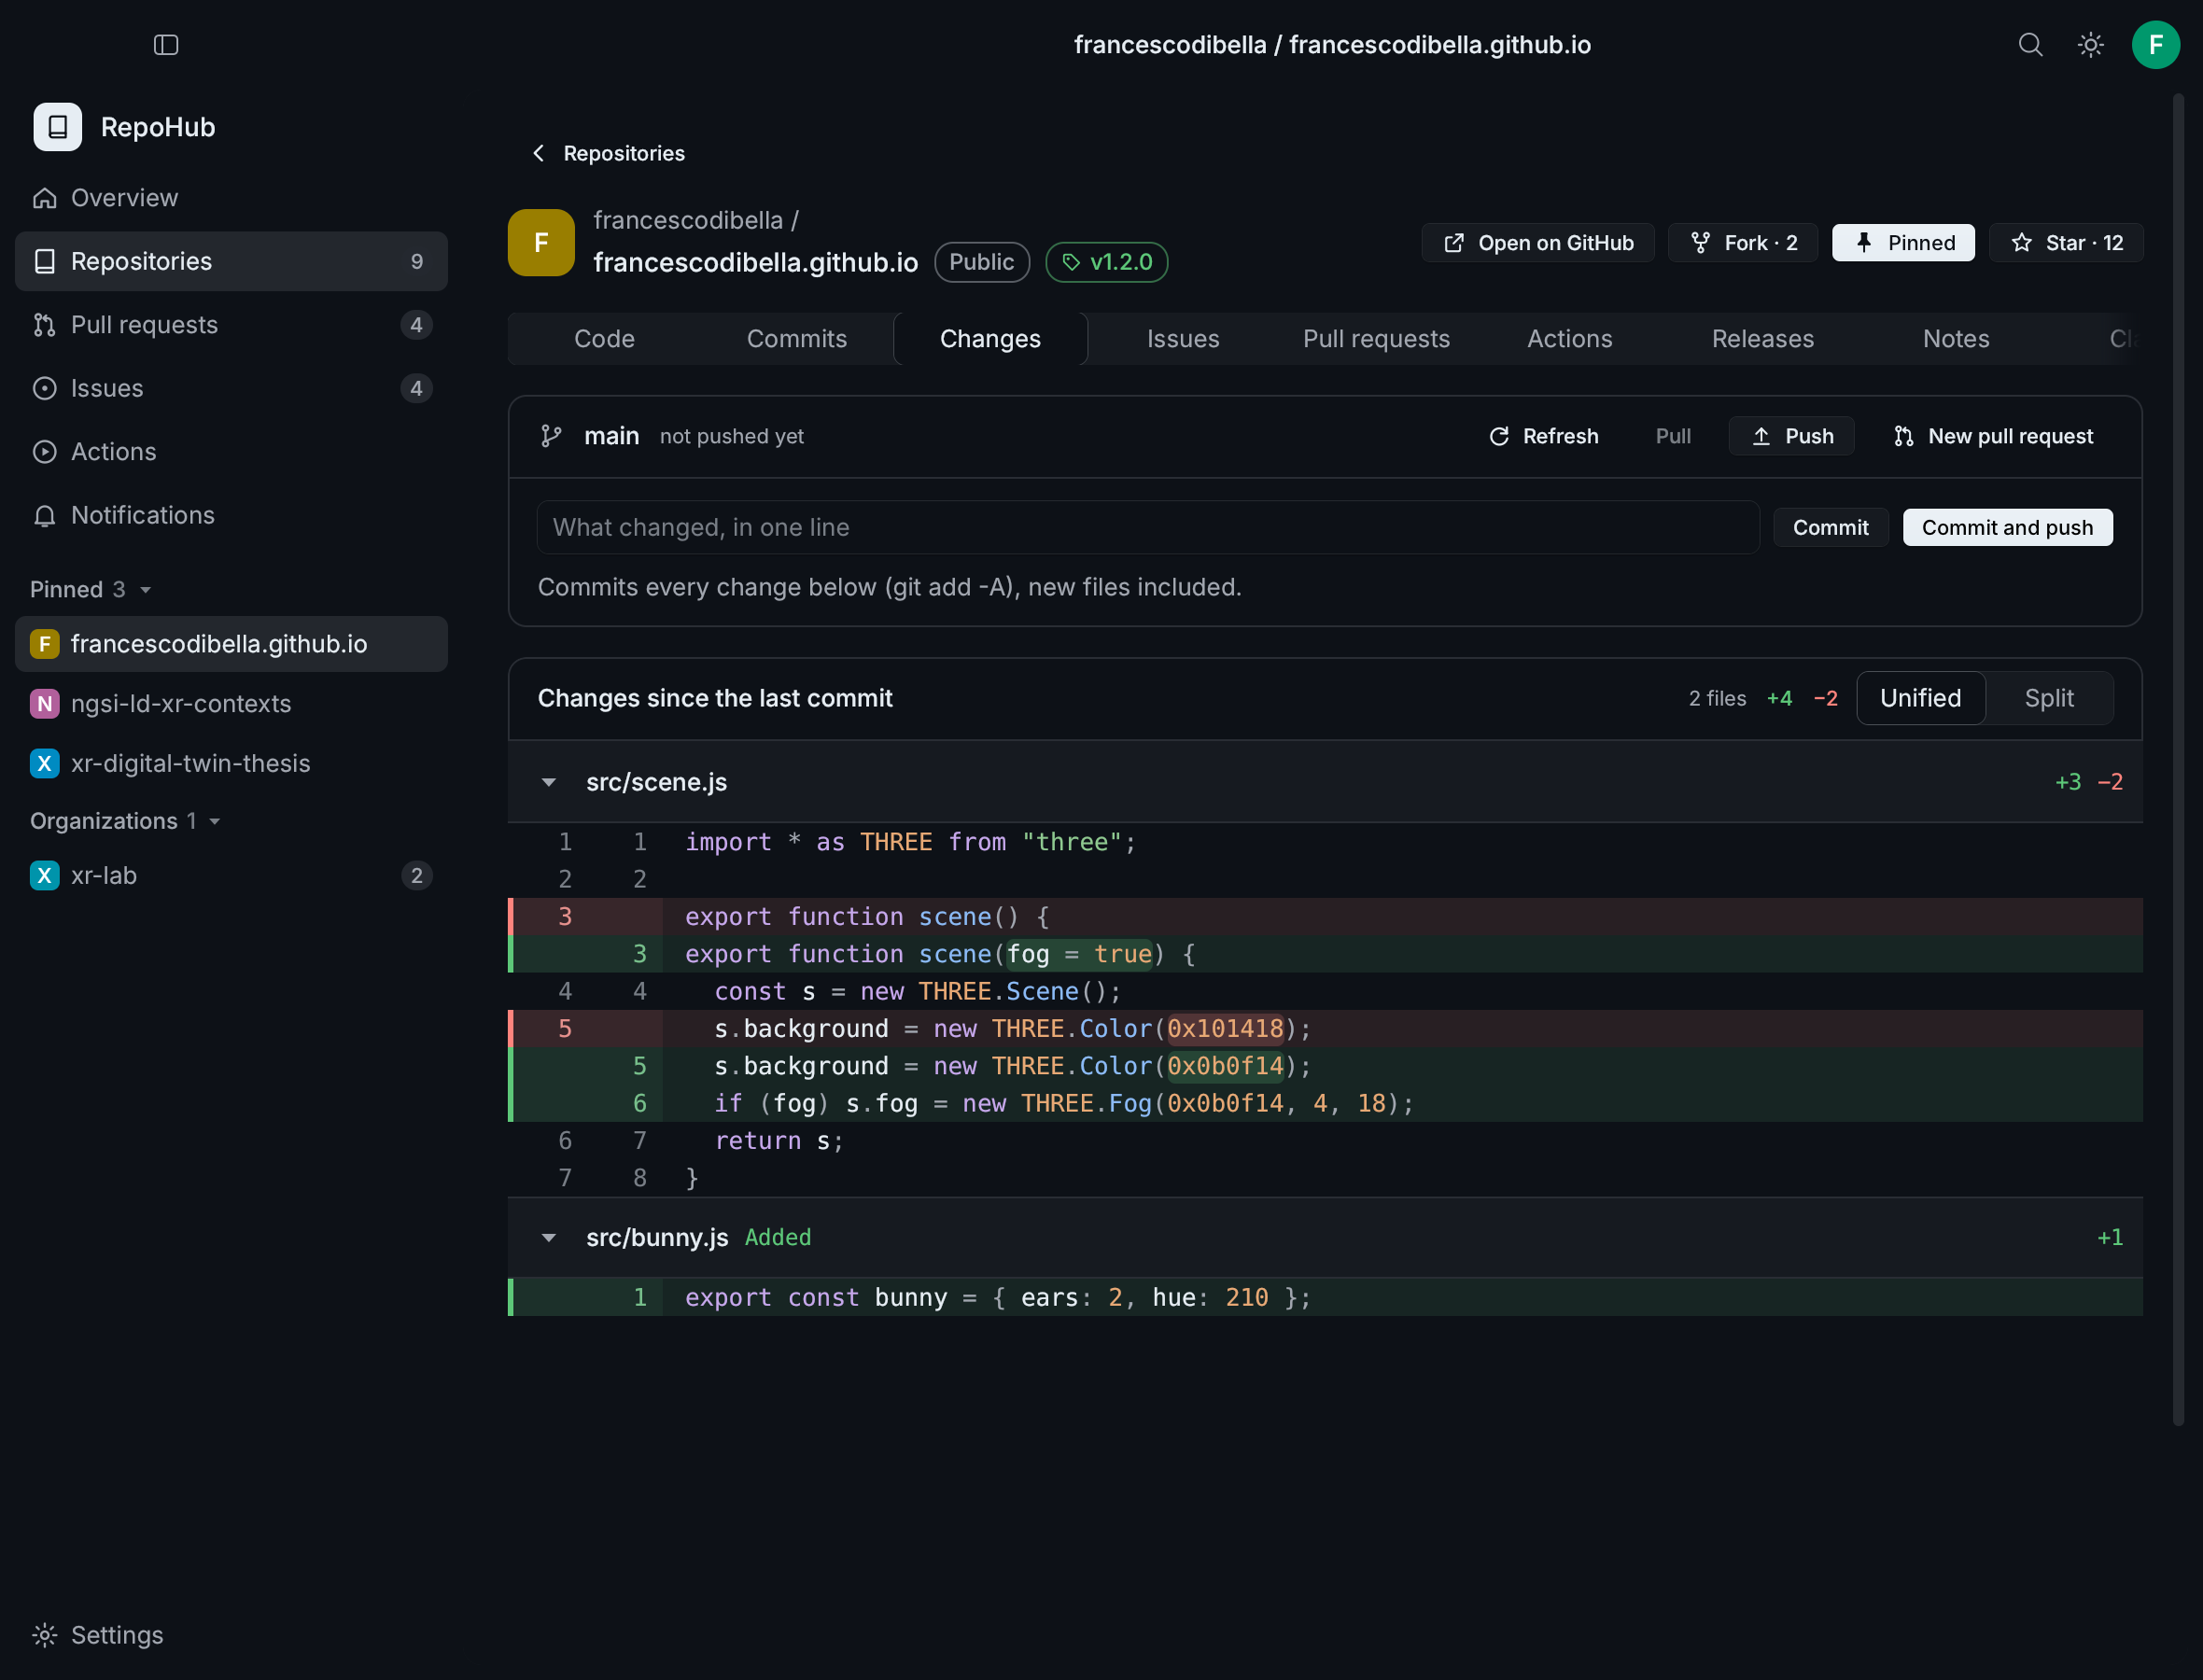 francescodibella / francescodibella.github.io
F
RepoHub
Overview
Repositories 9
Pull requests 4
Issues 4
Actions
Notifications
Pinned 3
F francescodibella.github.io
N ngsi-ld-xr-contexts
X xr-digital-twin-thesis
Organizations 1
X xr-lab 2
Settings
Repositories
F
francescodibella /
francescodibella.github.io Public v1.2.0
Open on GitHub Fork · 2 Pinned Star · 12
Code Commits Changes Issues Pull requests Actions Releases Notes
main not pushed yet Refresh Pull Push New pull request
What changed, in one line Commit Commit and push
Commits every change below (git add -A), new files included.
Changes since the last commit 2 files +4 −2 Unified Split
src/scene.js +3 −2
1 1 import * as THREE from "three";
2 2
3 export function scene() {
3 export function scene(fog = true) {
4 4 const s = new THREE.Scene();
5 s.background = new THREE.Color(0x101418);
5 s.background = new THREE.Color(0x0b0f14);
6 if (fog) s.fog = new THREE.Fog(0x0b0f14, 4, 18);
6 7 return s;
7 8 }
src/bunny.js Added +1
1 export const bunny = { ears: 2, hue: 210 };